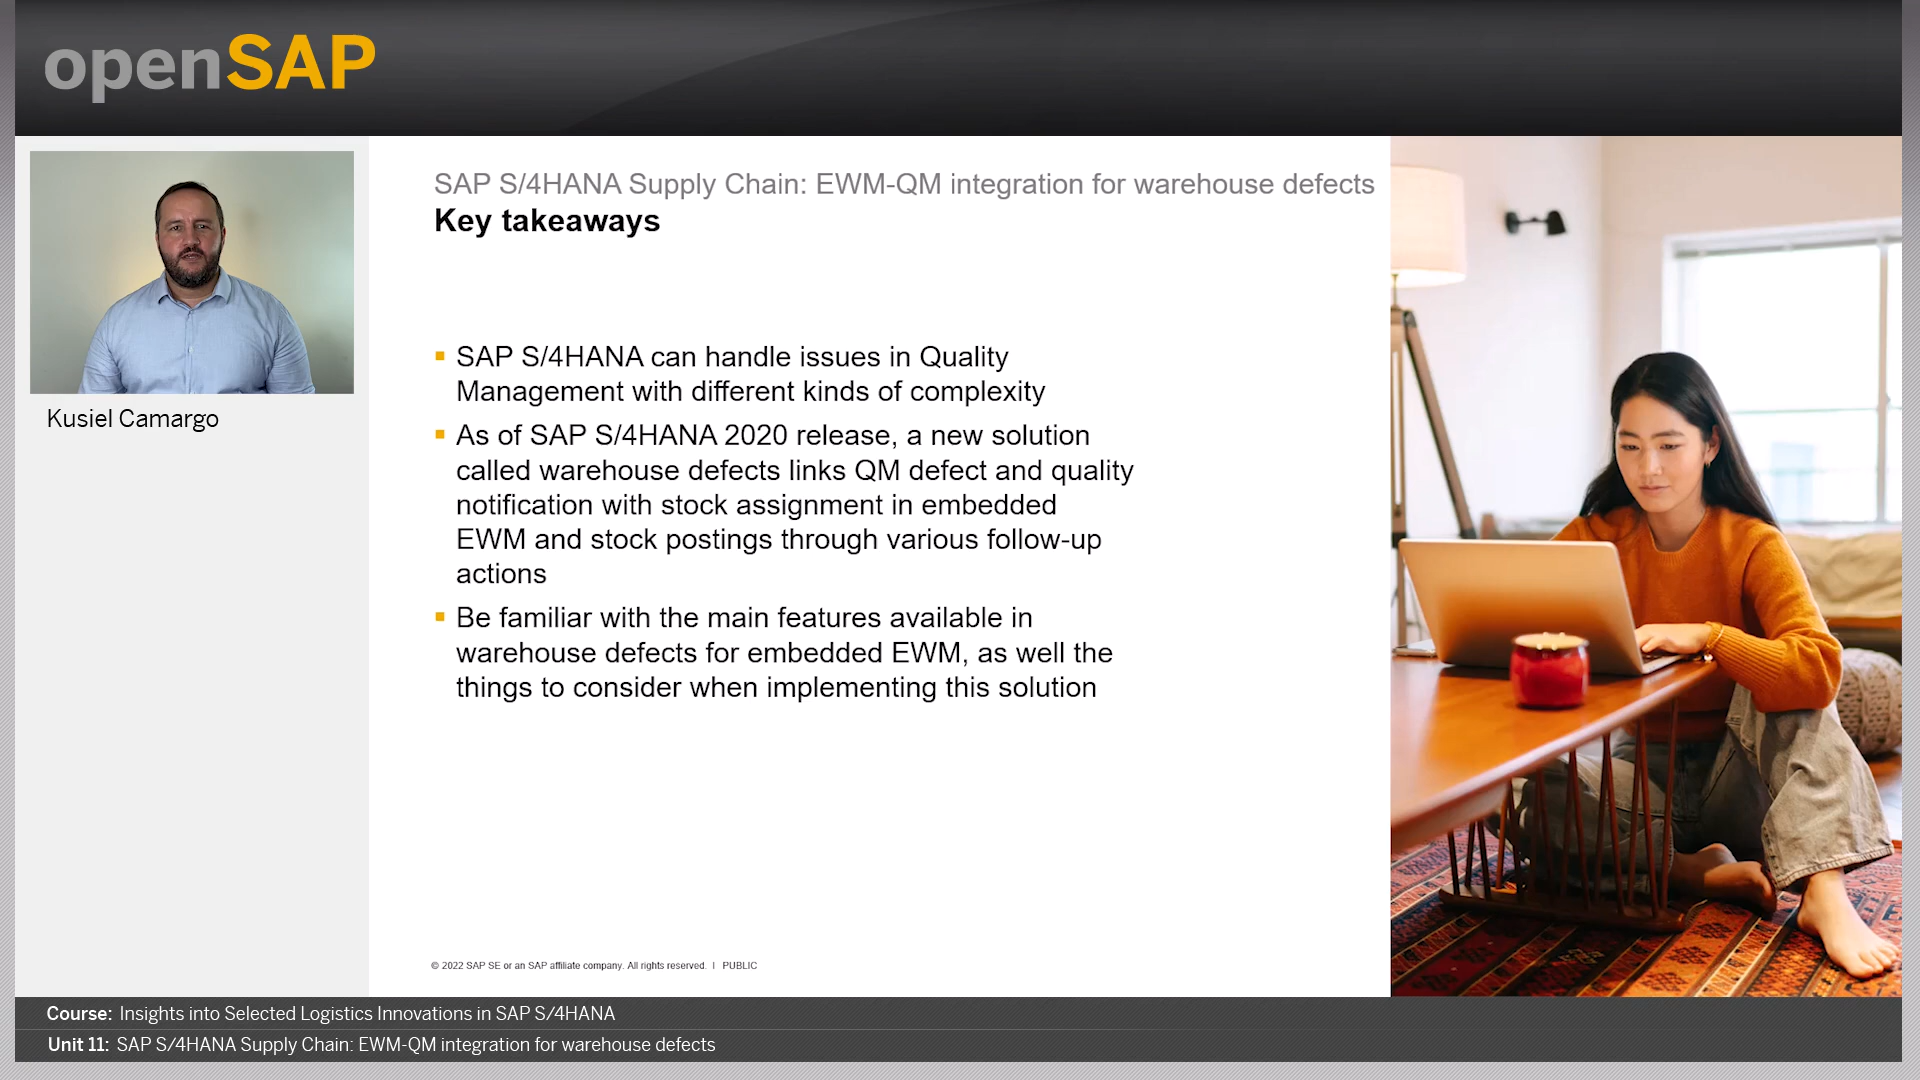 openSAP
Kusiel Camargo
SAP S/4HANA Supply Chain: EWM-QM integration for warehouse defects
Key takeaways
▪ SAP S/4HANA can handle issues in Quality
Management with different kinds of complexity
▪ As of SAP S/4HANA 2020 release, a new solution
called warehouse defects links QM defect and quality
notification with stock assignment in embedded
EWM and stock postings through various follow-up
actions
▪ Be familiar with the main features available in
warehouse defects for embedded EWM, as well the
things to consider when implementing this solution
© 2022 SAP SE or an SAP affiliate company. All rights reserved. I PUBLIC
Course: Insights into Selected Logistics Innovations in SAP S/4HANA
Unit 11: SAP S/4HANA Supply Chain: EWM-QM integration for warehouse defects